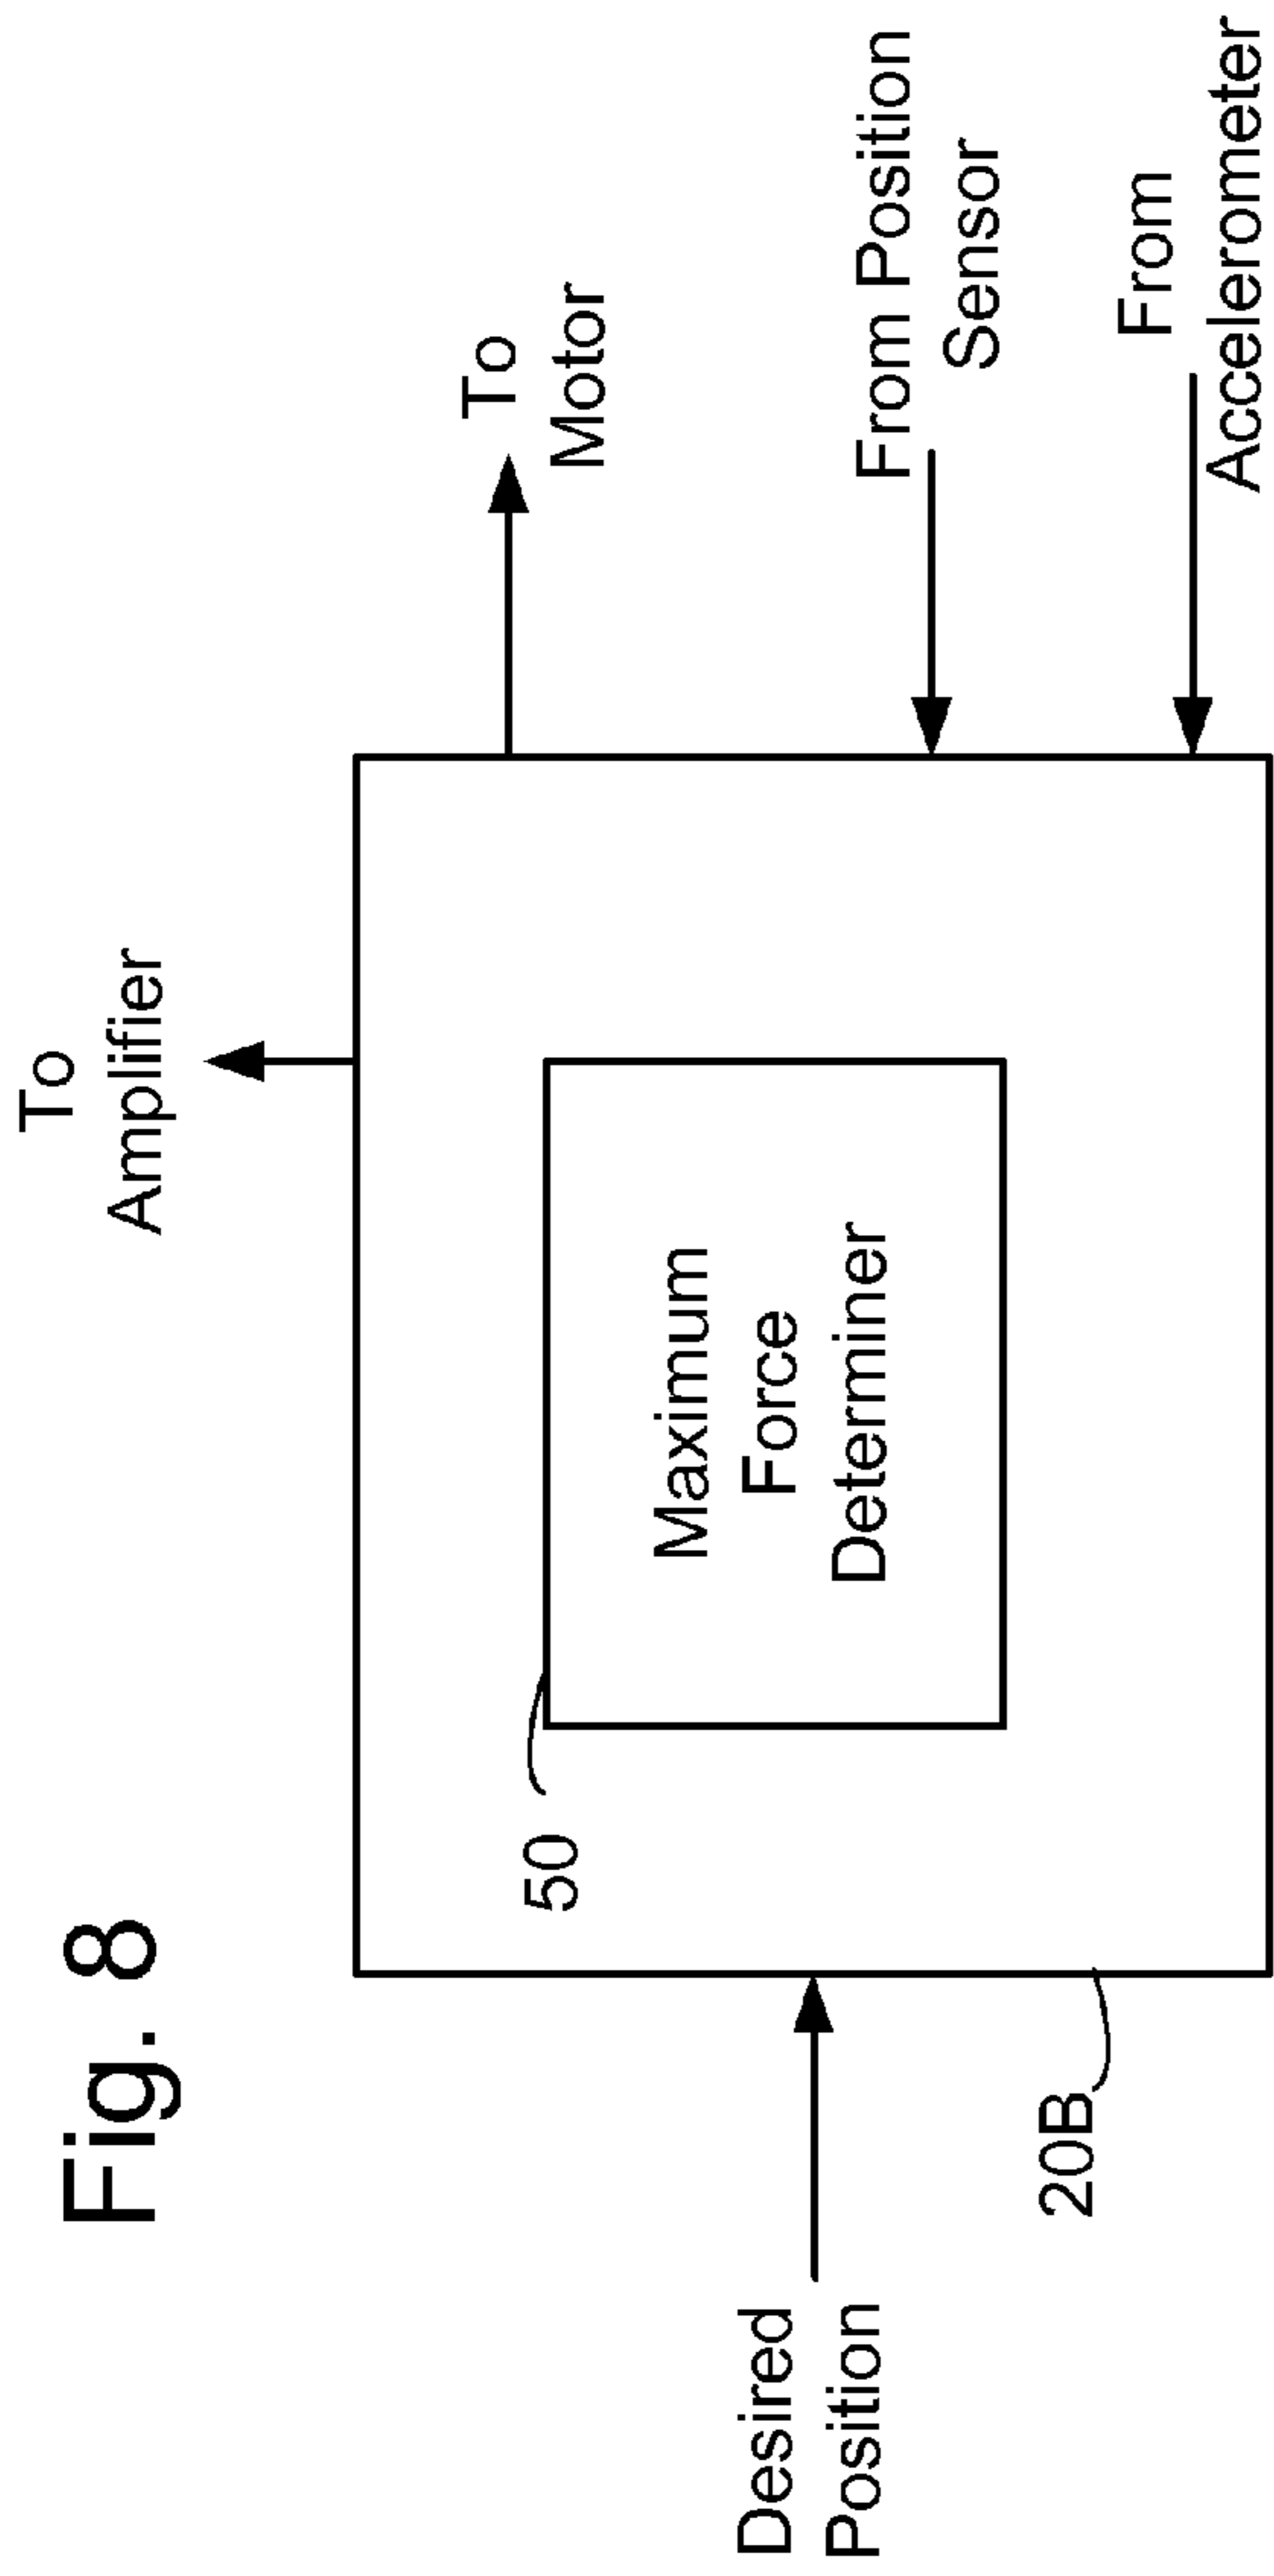 Fig. 8
To
Amplifier
To
Motor
50
Maximum
Force
Determiner
Desired
Position
From Position
Sensor
From
Accelerometer
20B